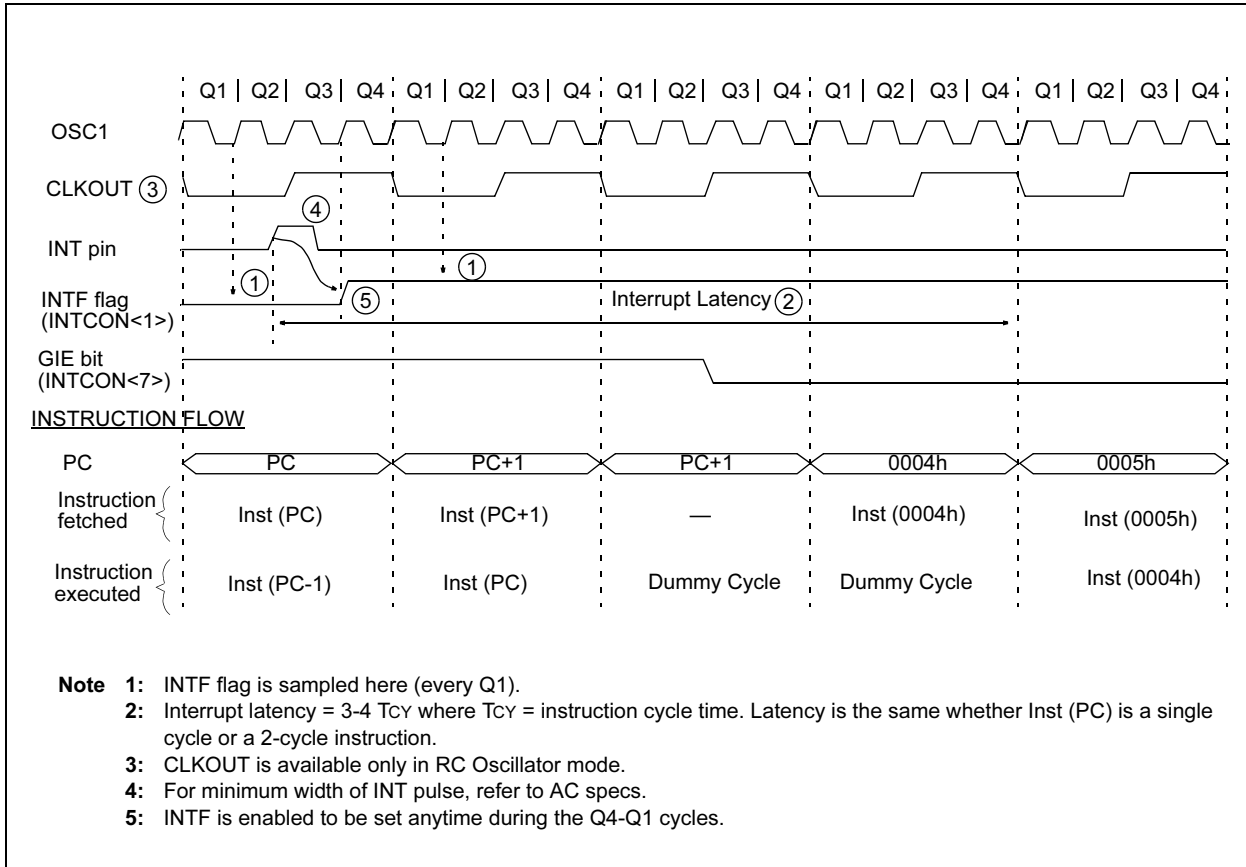 Q1 Q2 Q3 Q4 Q1 Q2 Q3 Q4 Q1 Q2 Q3 Q4 Q1 Q2 Q3 Q4 Q1 Q2 Q3 Q4
OSC1
CLKOUT 3
4
INT pin
1 1
INTF flag
(INTCON<1>)
5
Interrupt Latency 2
GIE bit
(INTCON<7>)
INSTRUCTION FLOW
PC PC PC+1 PC+1 0004h 0005h
Instruction
fetched
Inst (PC) Inst (PC+1) — Inst (0004h) Inst (0005h)
Instruction
executed
Inst (PC-1) Inst (PC) Dummy Cycle Dummy Cycle Inst (0004h)
Note 1: INTF flag is sampled here (every Q1).
2: Interrupt latency = 3-4 TCY where TCY = instruction cycle time. Latency is the same whether Inst (PC) is a single
cycle or a 2-cycle instruction.
3: CLKOUT is available only in RC Oscillator mode.
4: For minimum width of INT pulse, refer to AC specs.
5: INTF is enabled to be set anytime during the Q4-Q1 cycles.